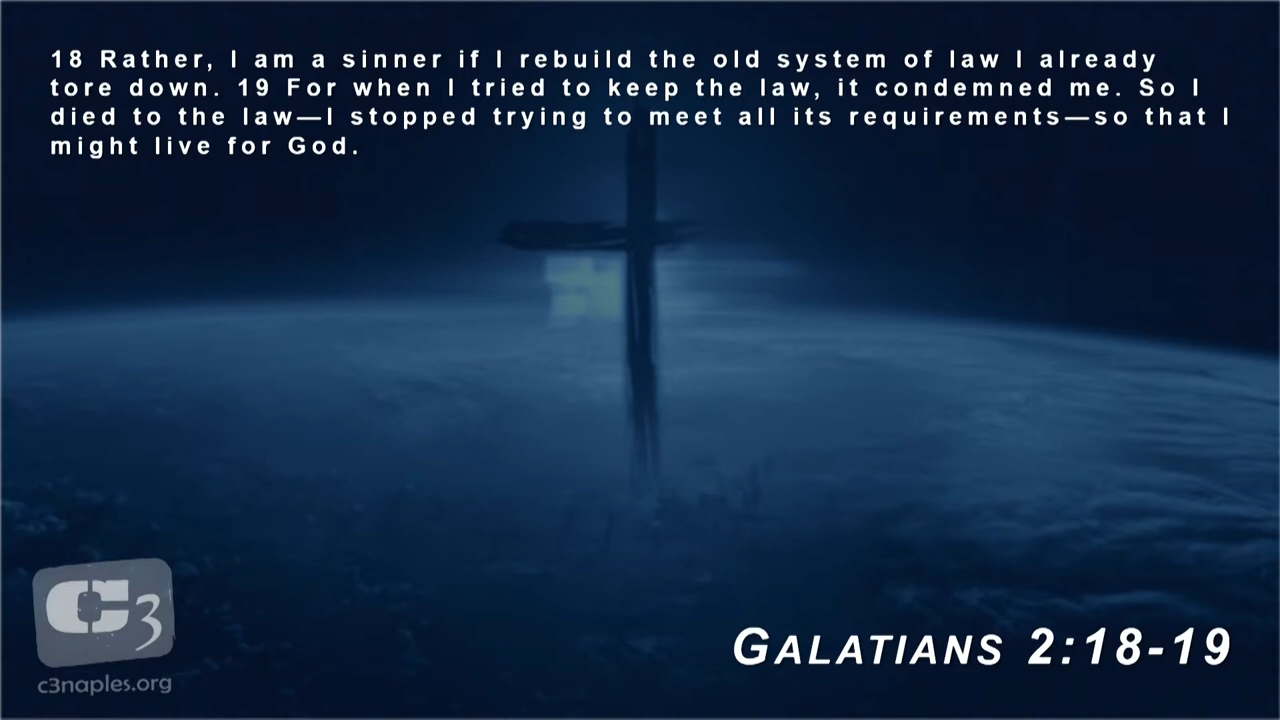 18 Rather, I am a sinner if I rebuild the old system of law I already
tore down. 19 For when I tried to keep the law, it condemned me. So I
died to the law—I stopped trying to meet all its requirements—so that I
might live for God.
C3
c3naples.org
GALATIANS 2:18-19